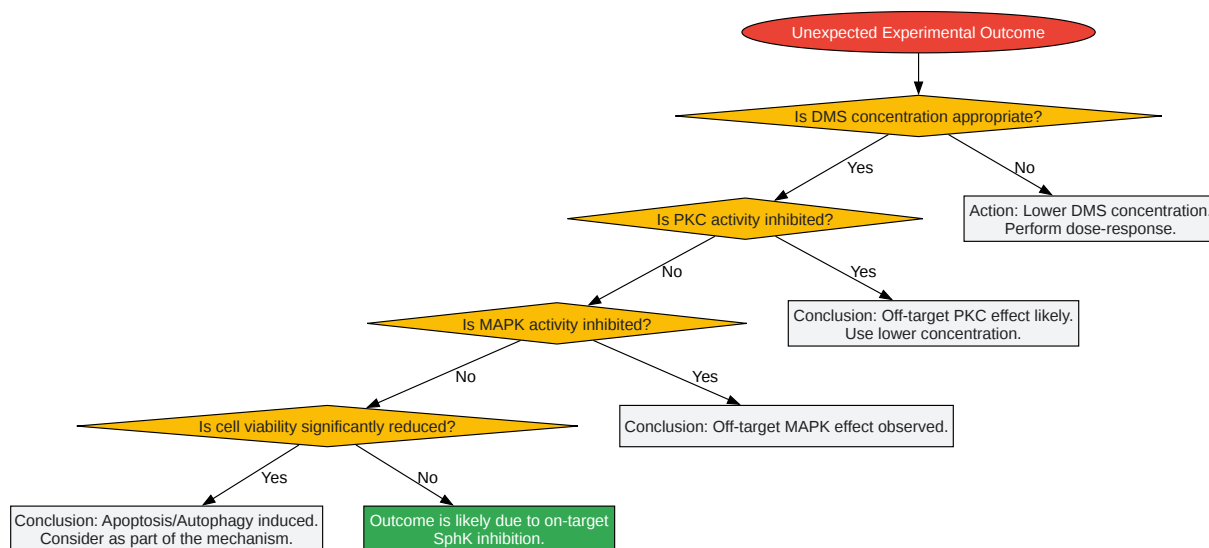 Unexpected Experimental Outcome
Is DMS concentration appropriate?
Yes
No
Is PKC activity inhibited?
Action: Lower DMS concentration.
Perform dose-response.
No
Yes
Is MAPK activity inhibited?
Conclusion: Off-target PKC effect likely.
Use lower concentration.
No
Yes
Is cell viability significantly reduced?
Conclusion: Off-target MAPK effect observed.
Yes
No
Conclusion: Apoptosis/Autophagy induced.
Consider as part of the mechanism.
Outcome is likely due to on-target
SphK inhibition.